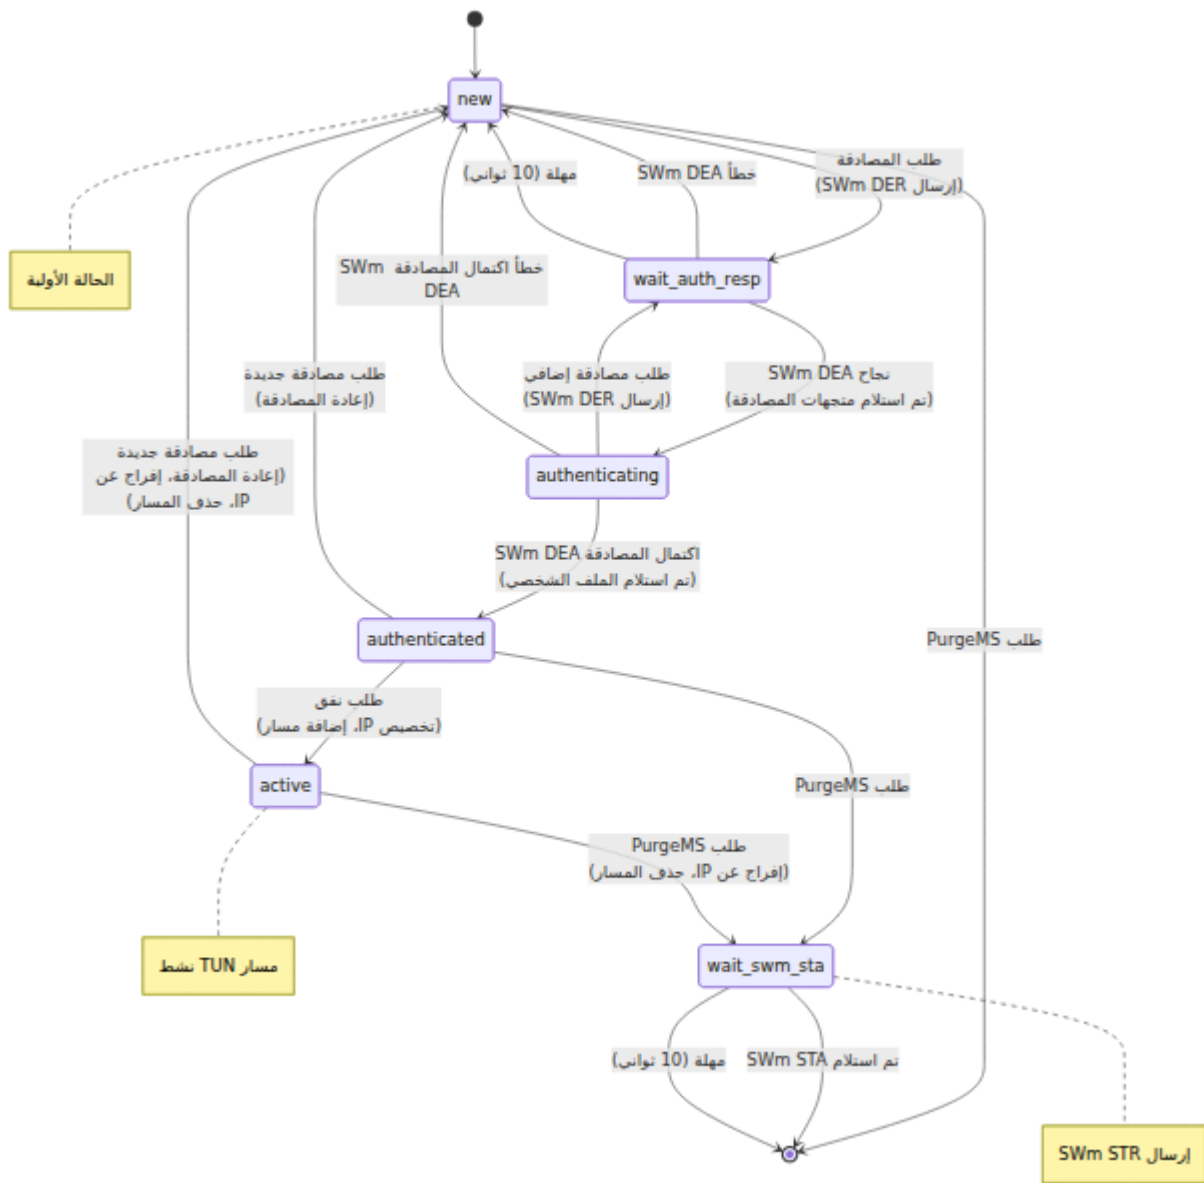 new
طلب المصادقة
(إرسال SWm DER)
خطأ SWm DEA
مهلة (10 ثواني)
الحالة الأولية
wait_auth_resp
خطأ اكتمال المصادقة SWm
DEA
نجاح SWm DEA
(تم استلام متجهات المصادقة)
طلب مصادقة إضافي
(إرسال SWm DER)
طلب مصادقة جديدة
(إعادة المصادقة)
طلب مصادقة جديدة
(إعادة المصادقة، إفراج عن
IP، حذف المسار)
authenticating
اكتمال المصادقة SWm DEA
(تم استلام الملف الشخصي)
authenticated
طلب PurgeMS
طلب نفق
(تخصيص IP، إضافة مسار)
active
طلب PurgeMS
طلب PurgeMS
(إفراج عن IP، حذف المسار)
مسار TUN نشط
wait_swm_sta
تم استلام SWm STA
مهلة (10 ثواني)
إرسال SWm STR